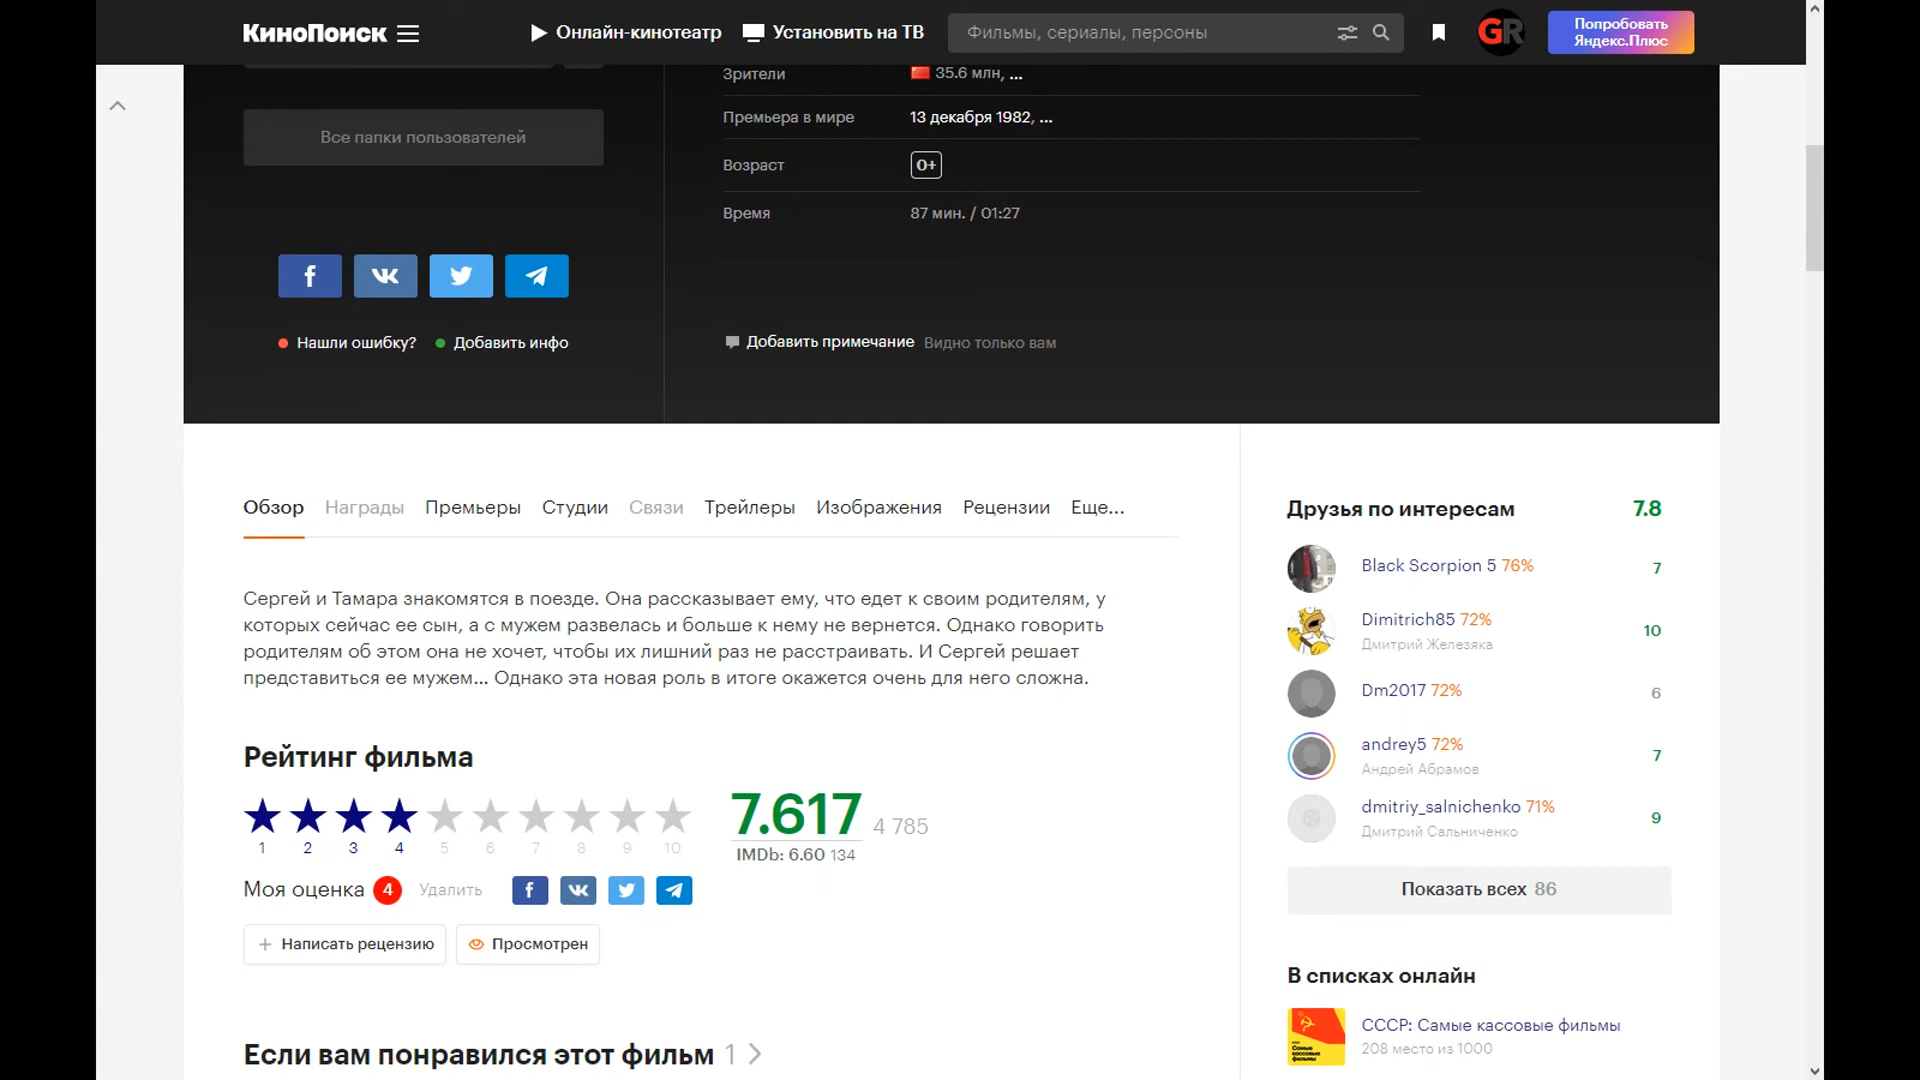 КиноПоиск
Онлайн-кинотеатр
Установить на ТВ
Фильмы, сериалы, персоны
GR
Попробовать
Яндекс.Плюс
Зрители 35.6 млн, ...
Все папки пользователей
Премьера в мире 13 декабря 1982, ...
Возраст 0+
Время 87 мин. / 01:27
Нашли ошибку? Добавить инфо
Добавить примечание Видно только вам
Обзор Награды Премьеры Студии Связи Трейлеры Изображения Рецензии Еще...
Сергей и Тамара знакомятся в поезде. Она рассказывает ему, что едет к своим родителям, у
которых сейчас ее сын, а с мужем развелась и больше к нему не вернется. Однако говорить
родителям об этом она не хочет, чтобы их лишний раз не расстраивать. И Сергей решает
представиться ее мужем... Однако эта новая роль в итоге окажется очень для него сложна.
Рейтинг фильма
1 2 3 4 5 6 7 8 9 10
7.617 4 785
IMDb: 6.60 134
Моя оценка 4 Удалить
+ Написать рецензию
Просмотрен
Если вам понравился этот фильм 1
Друзья по интересам 7.8
Black Scorpion 5 76% 7
Dimitrich85 72% 10
Дмитрий Железяка
Dm2017 72% 6
andrey5 72% 7
Андрей Абрамов
dmitriy_salnichenko 71% 9
Дмитрий Сальниченко
Показать всех 86
В списках онлайн
Самые
кассовые
фильмы
СССР: Самые кассовые фильмы
208 место из 1000